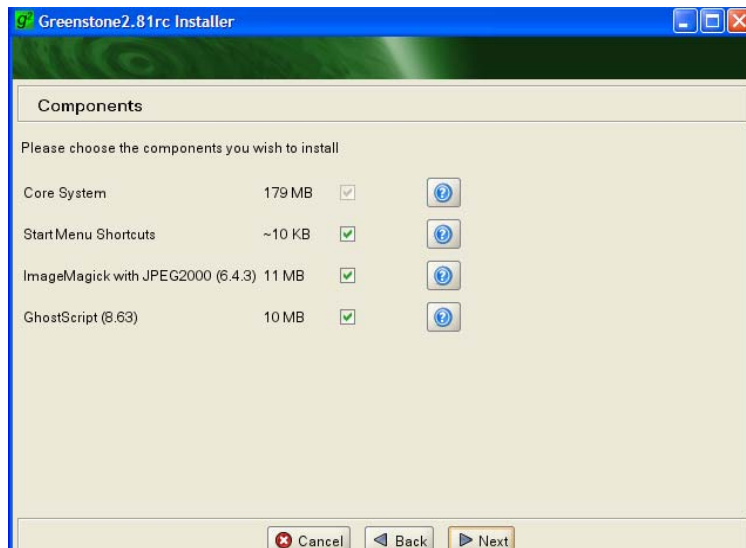 Greenstone2.81rc Installer
Components
Please choose the components you wish to install
Core System 179 MB
Start Menu Shortcuts ~10 KB
ImageMagick with JPEG2000 (6.4.3) 11 MB
GhostScript (8.63) 10 MB
Cancel Back Next